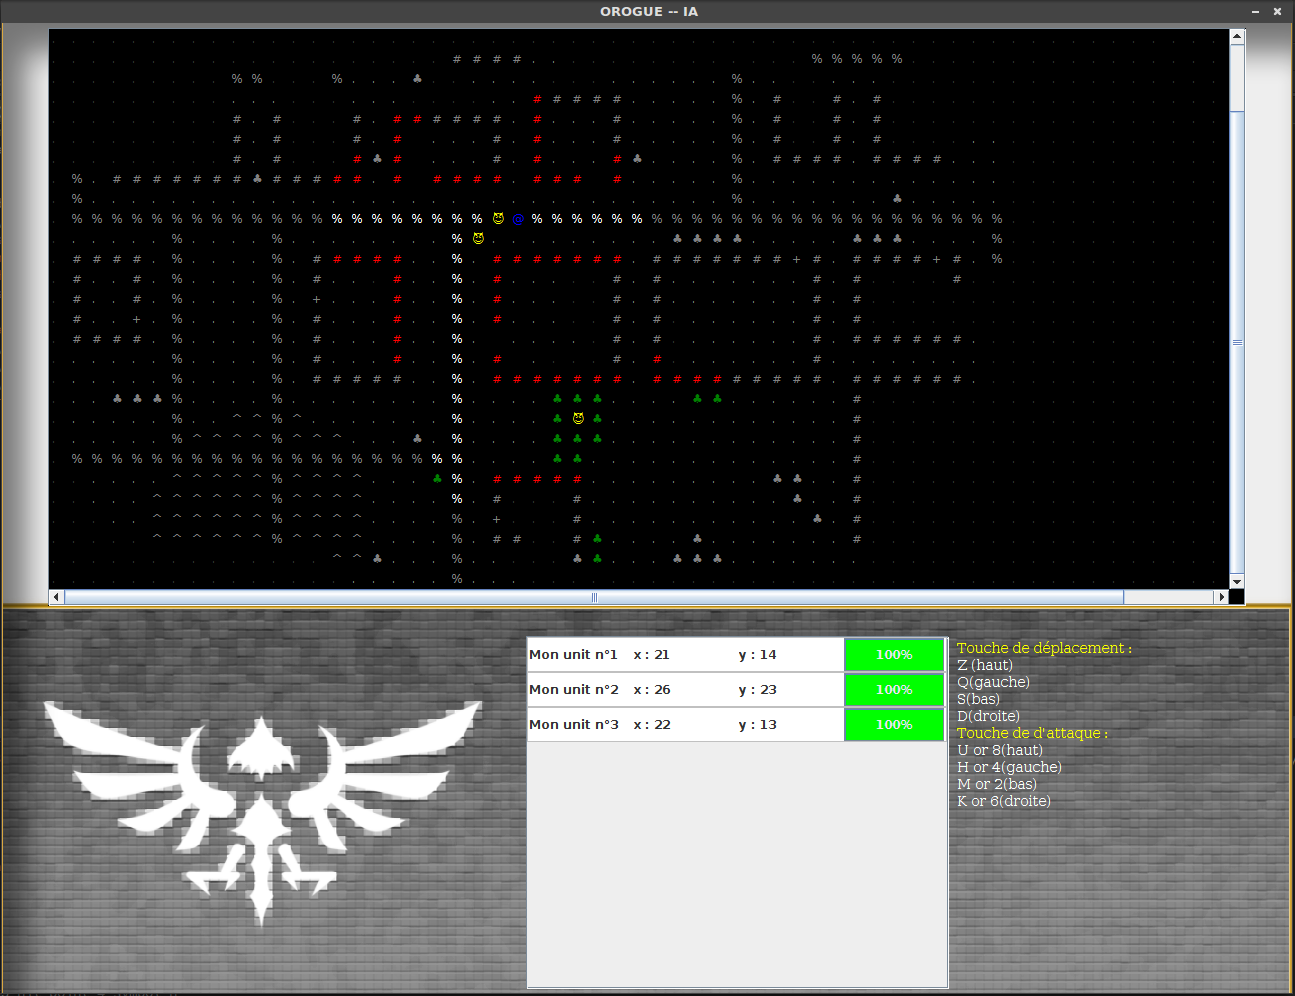 OROGUE -- IA
Mon unit n°1 x : 21 y : 14 100%
Mon unit n°2 x : 26 y : 23 100%
Mon unit n°3 x : 22 y : 13 100%
Touche de déplacement :
Z (haut)
Q(gauche)
S(bas)
D(droite)
Touche de d'attaque :
U or 8(haut)
H or 4(gauche)
M or 2(bas)
K or 6(droite)